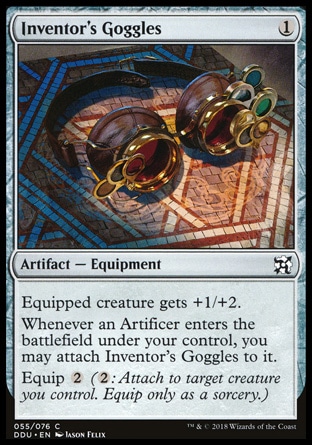 Inventor's Goggles 1
Artifact — Equipment
Equipped creature gets +1/+2.
Whenever an Artificer enters the
battlefield under your control, you
may attach Inventor's Goggles to it.
Equip 2 (2: Attach to target creature
you control. Equip only as a sorcery.)
055/076 C
DDU • EN Jason Felix ™ & © 2018 Wizards of the Coast